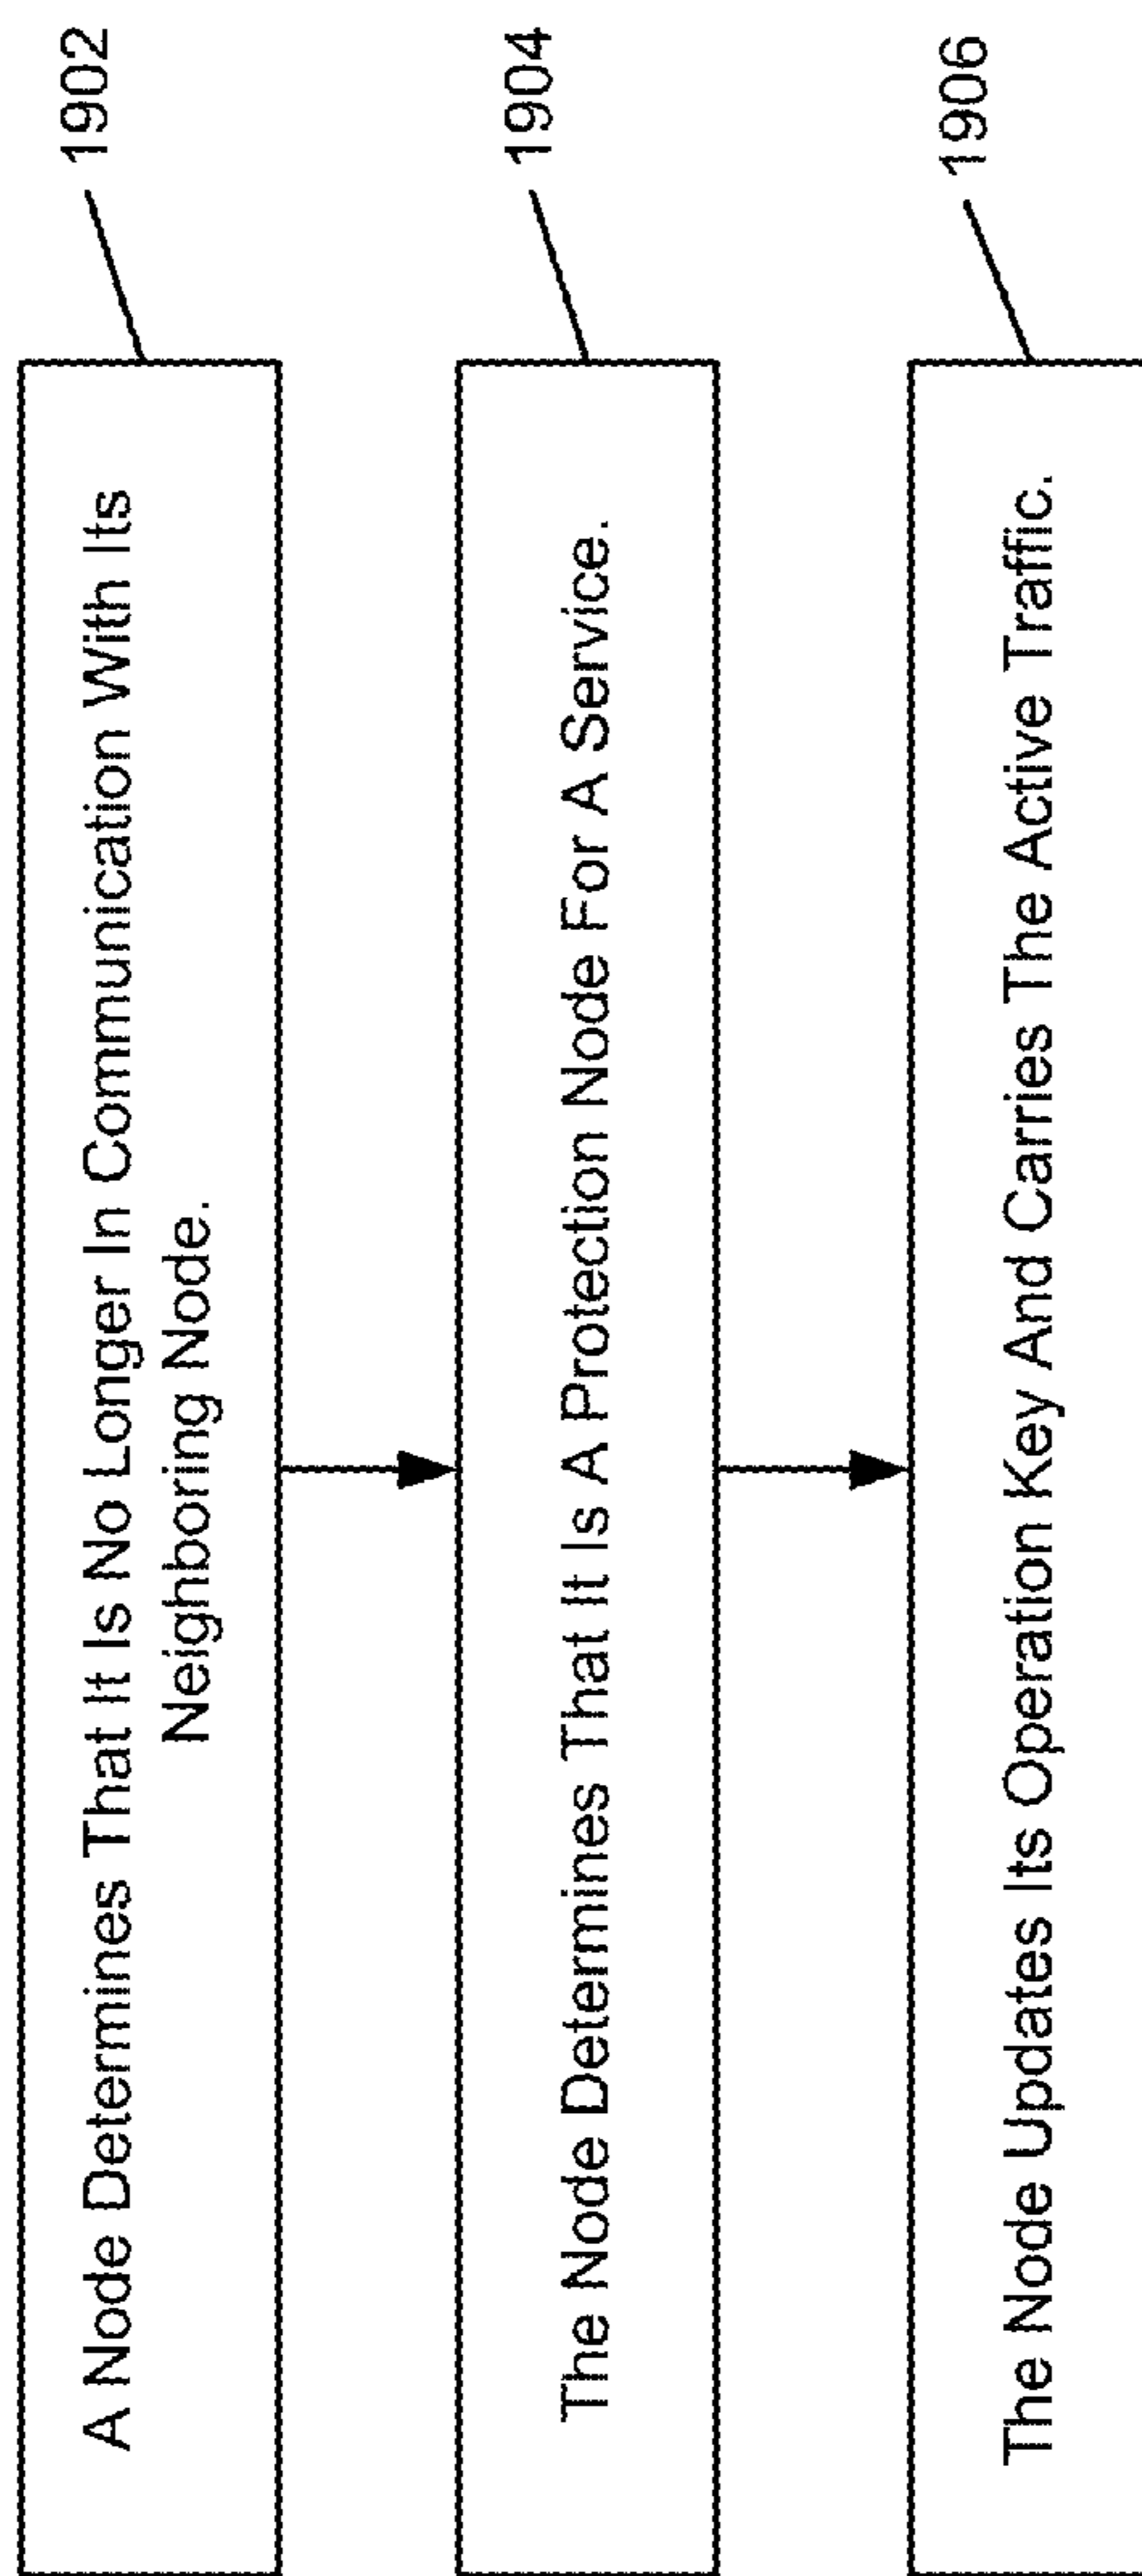 A Node Determines That It Is No Longer In Communication With Its
Neighboring Node.
1902
The Node Determines That It Is A Protection Node For A Service.
1904
The Node Updates Its Operation Key And Carries The Active Traffic.
1906